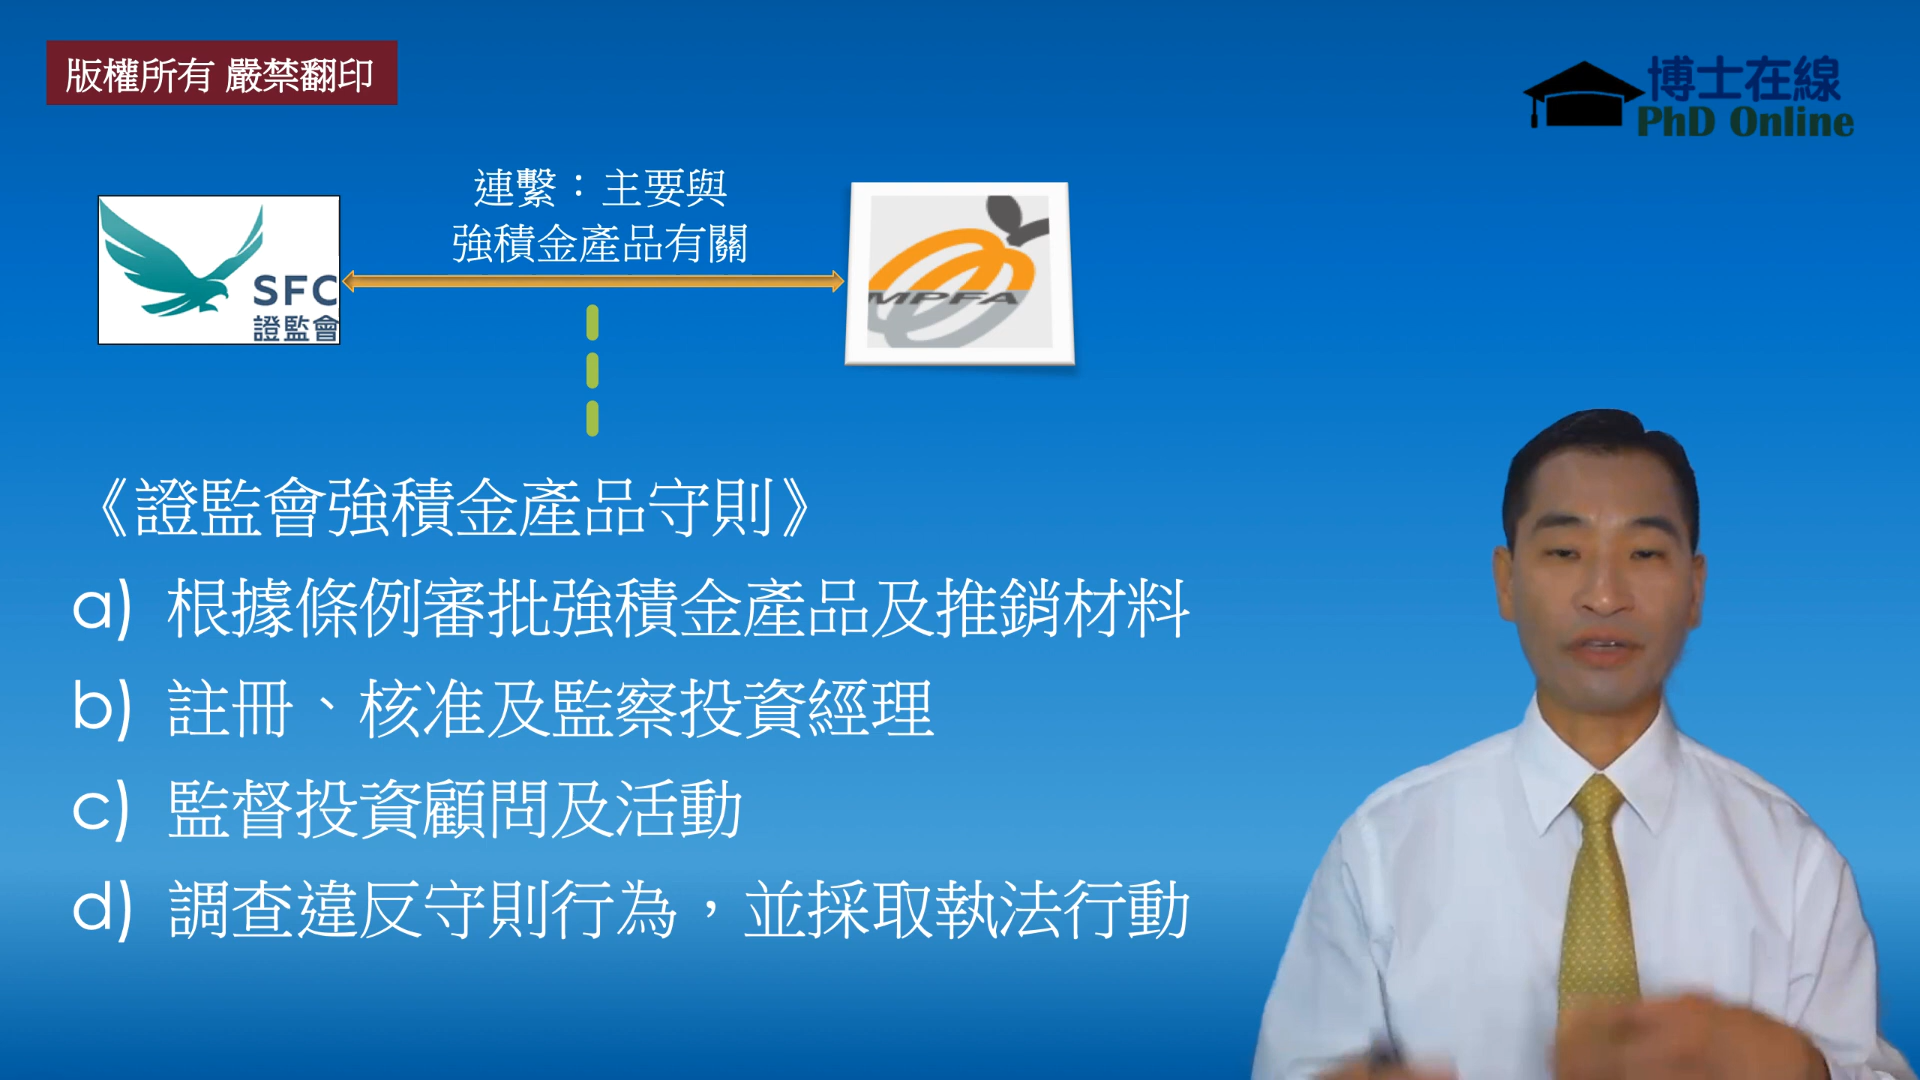 版權所有 嚴禁翻印
博士在線
PhD Online
連繫：主要與
強積金產品有關
SFC
證監會
MPFA
《證監會強積金產品守則》
a) 根據條例審批強積金產品及推銷材料
b) 註冊、核准及監察投資經理
c) 監督投資顧問及活動
d) 調查違反守則行為，並採取執法行動